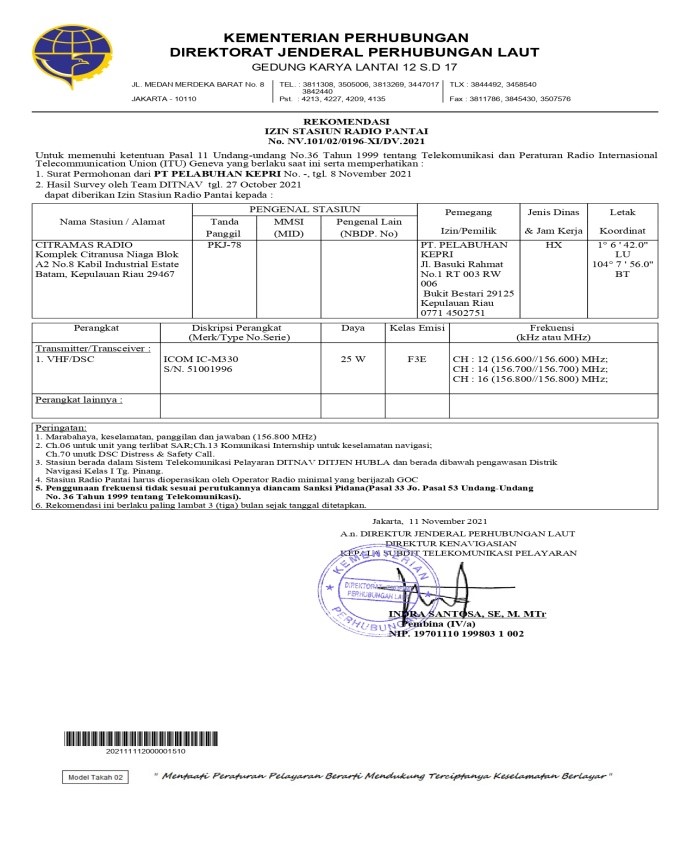 KEMENTERIAN PERHUBUNGAN
DIREKTORAT JENDERAL PERHUBUNGAN LAUT
GEDUNG KARYA LANTAI 12 S.D 17
JL. MEDAN MERDEKA BARAT No. 8 TEL. : 3811308, 3505006, 3813269, 3447017 TLX : 3844492, 3458540
3842440
JAKARTA - 10110 Pst. : 4213, 4227, 4209, 4135 Fax : 3811786, 3845430, 3507576
REKOMENDASI
IZIN STASIUN RADIO PANTAI
No. NV.101/02/0196-XI/DV.2021
Untuk memenuhi ketentuan Pasal 11 Undang-undang No.36 Tahun 1999 tentang Telekomunikasi dan Peraturan Radio Internasional
Telecommunication Union (ITU) Geneva yang berlaku saat ini serta memperhatikan :
1. Surat Permohonan dari PT PELABUHAN KEPRI No. -, tgl. 8 November 2021
2. Hasil Survey oleh Team DITNAV tgl. 27 October 2021
dapat diberikan Izin Stasiun Radio Pantai kepada :
Nama Stasiun / Alamat
PENGENAL STASIUN
Tanda
Panggil
MMSI
(MID)
Pengenal Lain
(NBDP. No)
Pemegang
Izin/Pemilik
Jenis Dinas
& Jam Kerja
Letak
Koordinat
CITRAMAS RADIO
Komplek Citranusa Niaga Blok
A2 No.8 Kabil Industrial Estate
Batam, Kepulauan Riau 29467
PKJ-78
PT. PELABUHAN
KEPRI
Jl. Basuki Rahmat
No.1 RT 003 RW
006
Bukit Bestari 29125
Kepulauan Riau
0771 4502751
HX
1° 6 ' 42.0"
LU
104° 7 ' 56.0"
BT
Perangkat
Diskripsi Perangkat
(Merk/Type No.Serie)
Daya
Kelas Emisi
Frekuensi
(kHz atau MHz)
Transmitter/Transceiver :
1. VHF/DSC
ICOM IC-M330
S/N. 51001996
25 W
F3E
CH : 12 (156.600//156.600) MHz;
CH : 14 (156.700//156.700) MHz;
CH : 16 (156.800//156.800) MHz;
Perangkat lainnya :
Peringatan:
1. Marabahaya, keselamatan, panggilan dan jawaban (156.800 MHz)
2. Ch.06 untuk unit yang terlibat SAR;Ch.13 Komunikasi Internship untuk keselamatan navigasi;
Ch.70 unutk DSC Distress & Safety Call.
3. Stasiun berada dalam Sistem Telekomunikasi Pelayaran DITNAV DITJEN HUBLA dan berada dibawah pengawasan Distrik
Navigasi Kelas I Tg. Pinang.
4. Stasiun Radio Pantai harus dioperasikan oleh Operator Radio minimal yang berijazah GOC
5. Penggunaan frekuensi tidak sesuai perutukannya diancam Sanksi Pidana(Pasal 33 Jo. Pasal 53 Undang-Undang
No. 36 Tahun 1999 tentang Telekomunikasi).
6. Rekomendasi ini berlaku paling lambat 3 (tiga) bulan sejak tanggal ditetapkan.
Jakarta, 11 November 2021
A.n. DIREKTUR JENDERAL PERHUBUNGAN LAUT
DIREKTUR KENAVIGASIAN
KEPALA SUBDIT TELEKOMUNIKASI PELAYARAN
KEMENTERIAN
DIREKTORAT JENDERAL
PERHUBUNGAN LAUT
PERHUBUNGAN
INDRA SANTOSA, SE, M. MTr
Pembina (IV/a)
NIP. 19701110 199803 1 002
202111112000001510
Model Takah 02
" Mentaati Peraturan Pelayaran Berarti Mendukung Terciptanya Keselamatan Berlayar "